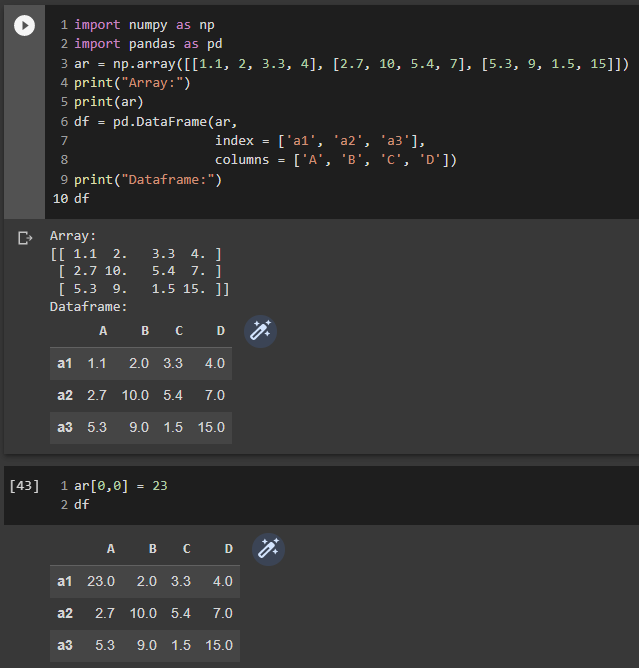 1 import numpy as np
2 import pandas as pd
3 ar = np.array([[1.1, 2, 3.3, 4], [2.7, 10, 5.4, 7], [5.3, 9, 1.5, 15]])
4 print("Array:")
5 print(ar)
6 df = pd.DataFrame(ar,
7                   index = ['a1', 'a2', 'a3'],
8                   columns = ['A', 'B', 'C', 'D'])
9 print("Dataframe:")
10 df
Array:
[[ 1.1  2.   3.3  4. ]
 [ 2.7 10.   5.4  7. ]
 [ 5.3  9.   1.5 15. ]]
Dataframe:
A B C D
a1 1.1 2.0 3.3 4.0
a2 2.7 10.0 5.4 7.0
a3 5.3 9.0 1.5 15.0
[43] 1 ar[0,0] = 23
2 df
A B C D
a1 23.0 2.0 3.3 4.0
a2 2.7 10.0 5.4 7.0
a3 5.3 9.0 1.5 15.0